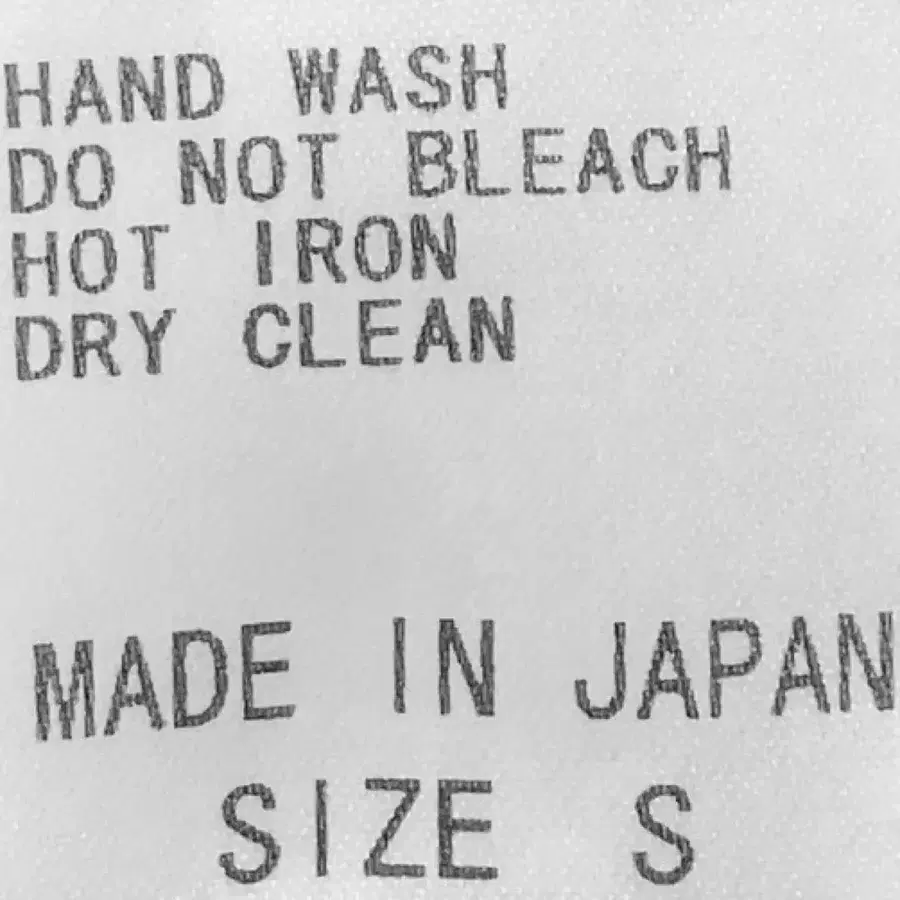 HAND WASH
DO NOT BLEACH
HOT IRON
DRY CLEAN
MADE IN JAPAN
SIZE S